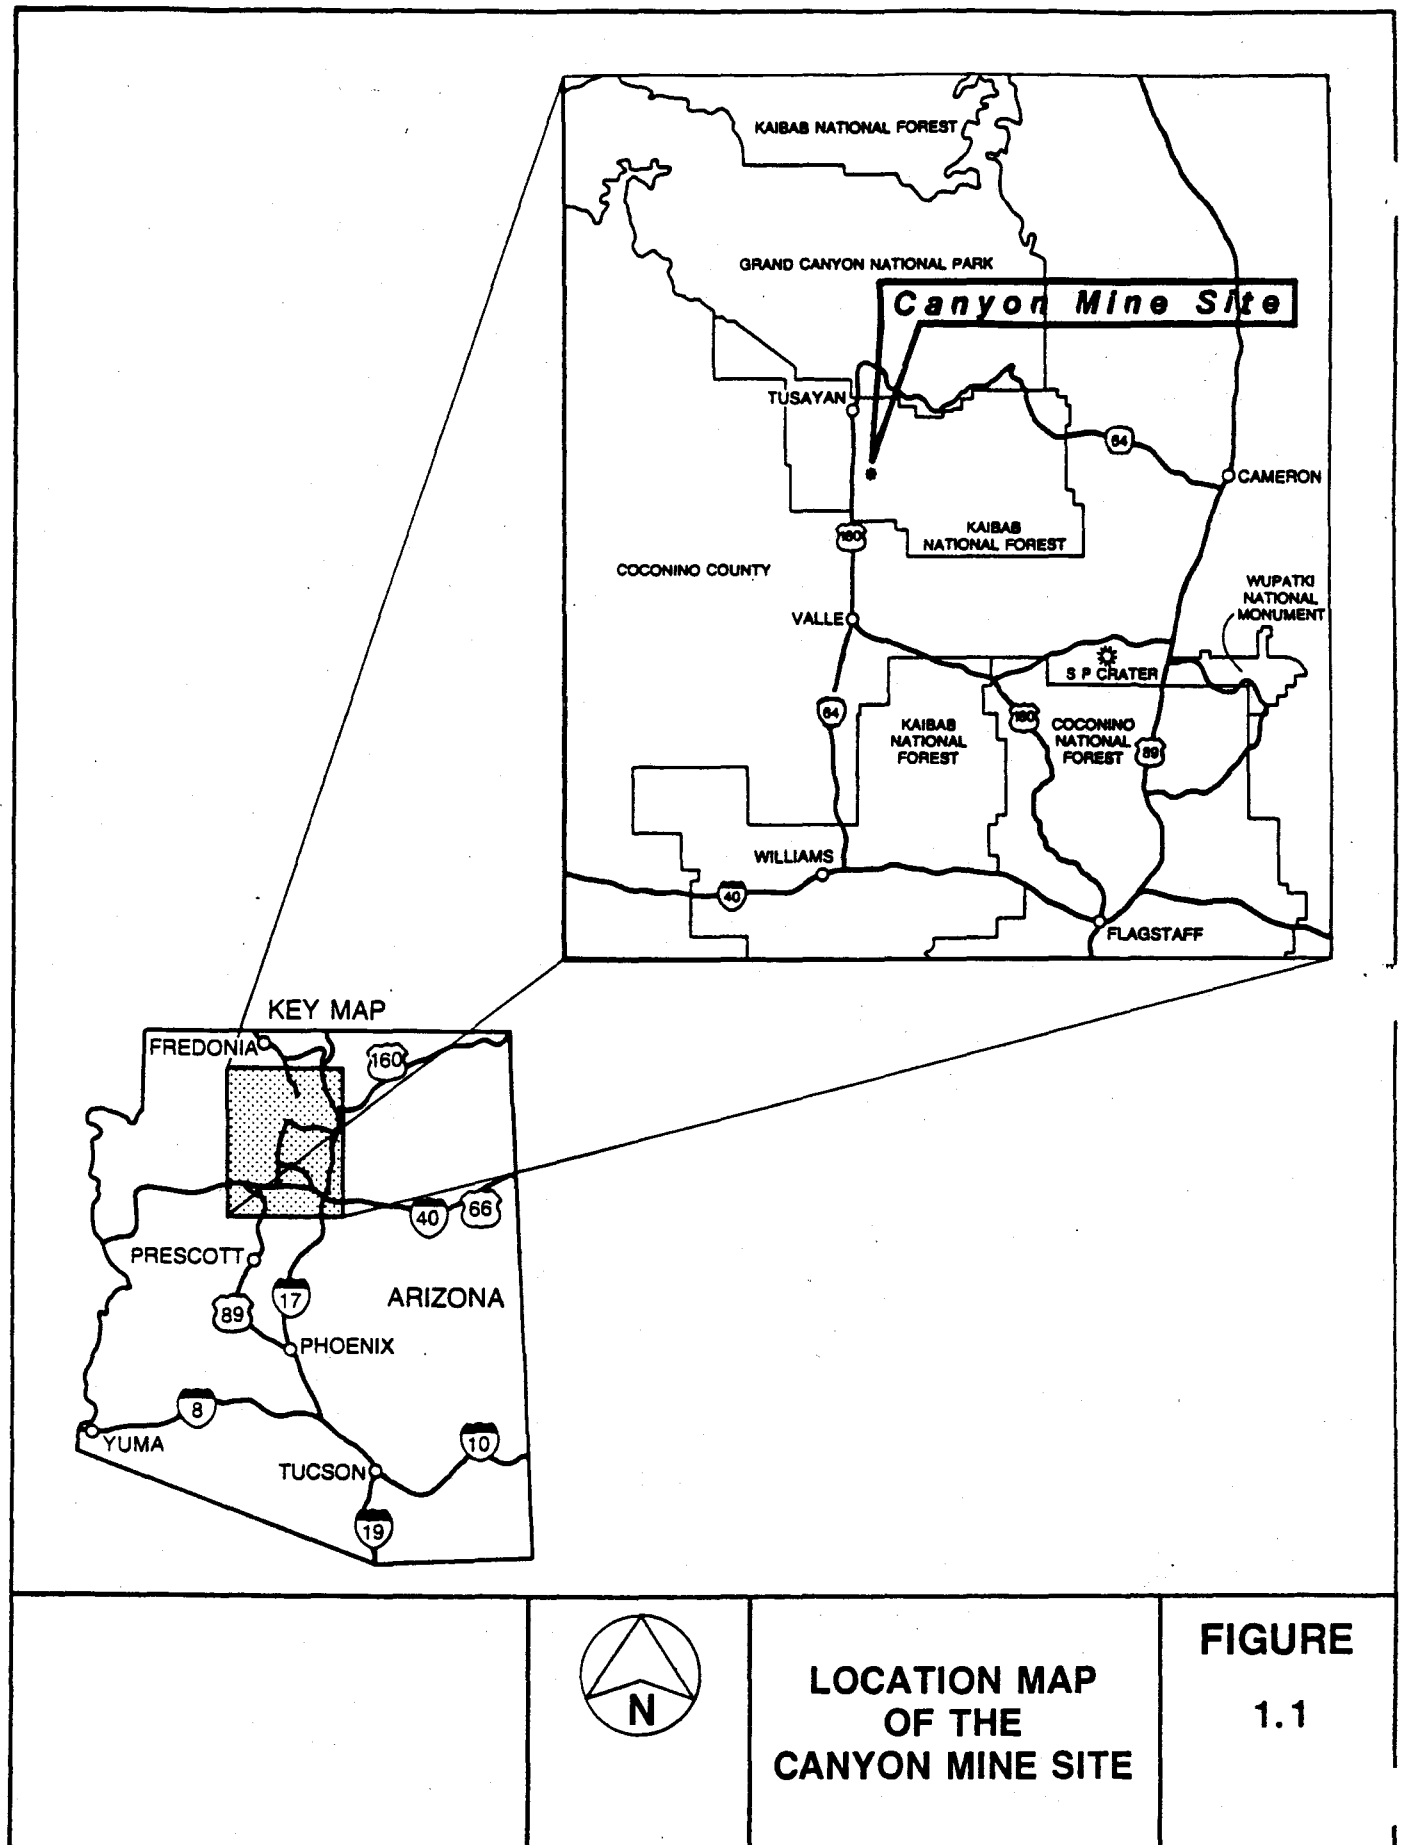 KAIBAB NATIONAL FOREST
GRAND CANYON NATIONAL PARK
Canyon Mine Site
TUSAYAN
64
CAMERON
KAIBAB
NATIONAL FOREST
180
COCONINO COUNTY
WUPATKI
NATIONAL
MONUMENT
VALLE
S P CRATER
64
KAIBAB
NATIONAL
FOREST
180
COCONINO
NATIONAL
FOREST
89
WILLIAMS
40
FLAGSTAFF
KEY MAP
FREDONIA
160
40
66
PRESCOTT
89
17
ARIZONA
PHOENIX
8
YUMA
10
TUCSON
19
N
LOCATION MAP
OF THE
CANYON MINE SITE
FIGURE
1.1